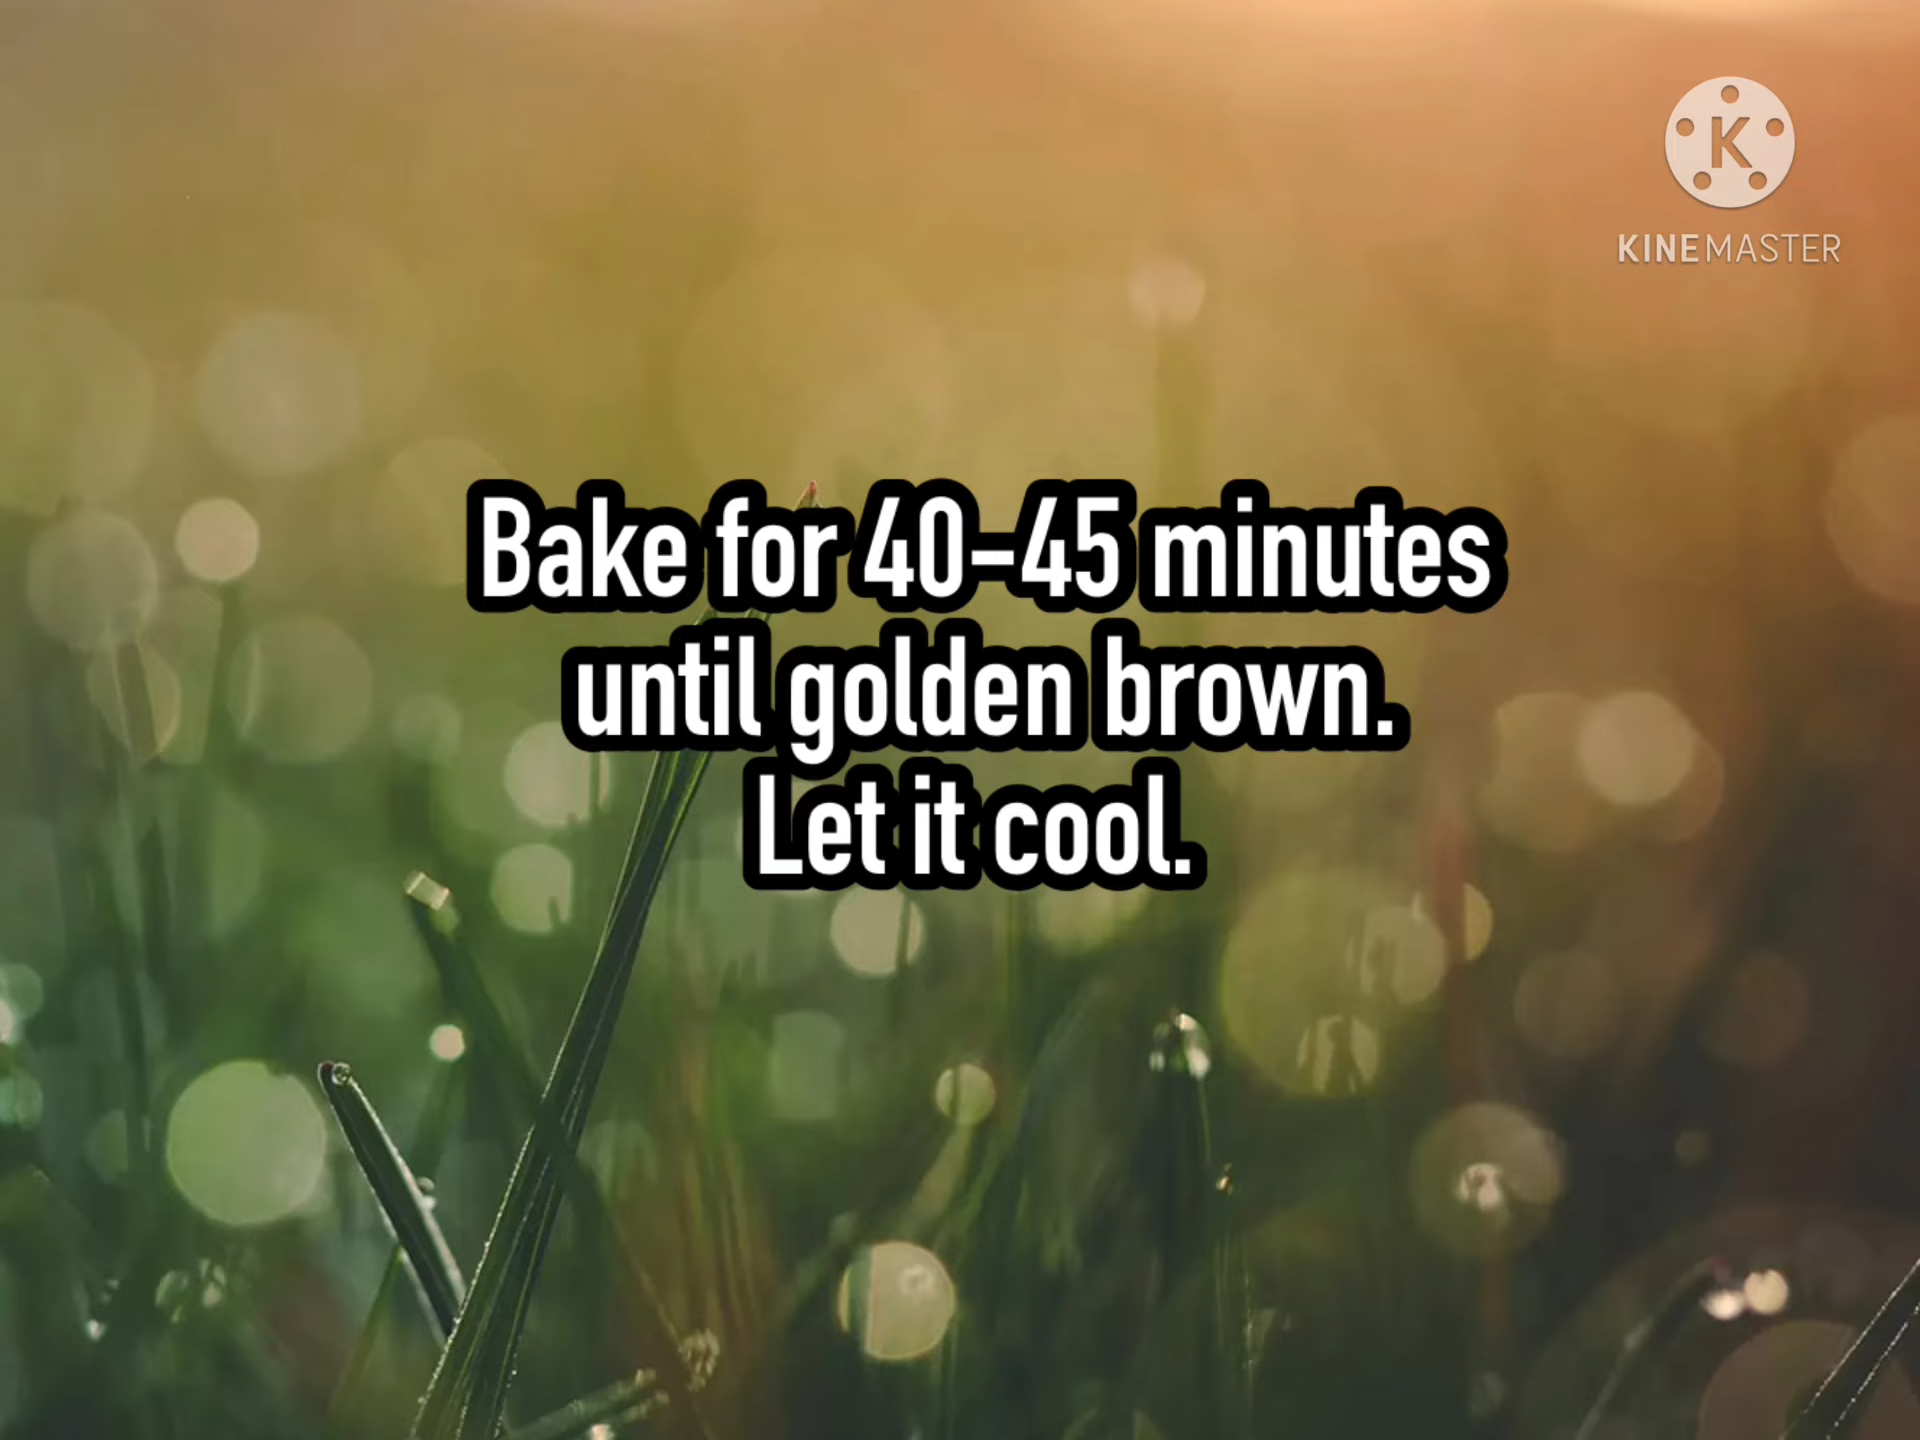 K
KINEMASTER
Bake for 40-45 minutes
until golden brown.
Let it cool.